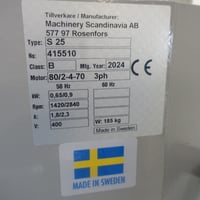 Tillverkare / Manufacturer:
Machinery Scandinavia AB
577 97 Rosenfors
Type S 25
No 415510
Class B Mfg. Year 2024 CE
Motor 80/2-4-70 3ph
50 Hz 60 Hz
kW: 0,65/0,9
RPM: 1420/2840
A: 1,8/2,3
V: 400 W: 185 kg
Made in Sweden
MADE IN SWEDEN